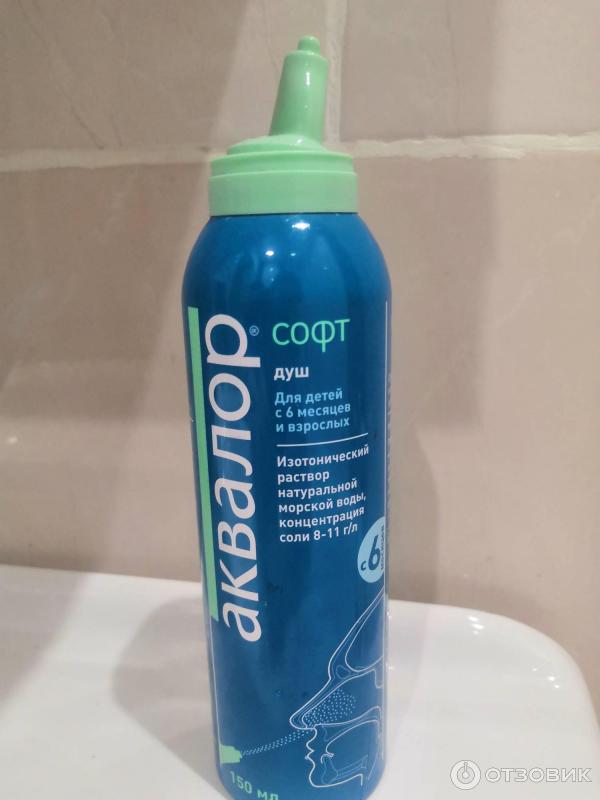 аквалор®
софт
душ
Для детей
с 6 месяцев
и взрослых
Изотонический
раствор
натуральной
морской воды,
концентрация
соли 8-11 г/л
с 6
150 мл
ОТЗОВИК